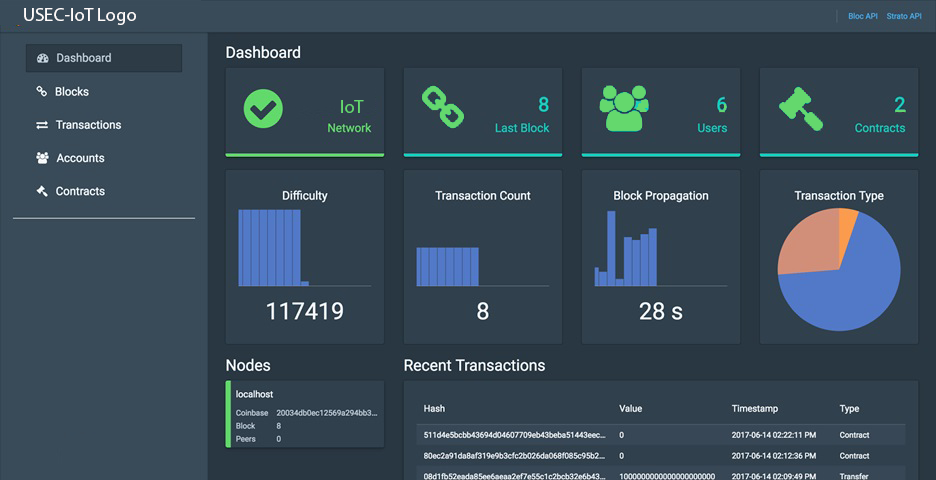 USEC-IoT Logo
Bloc API Strato API
Dashboard
Blocks
Transactions
Accounts
Contracts
Dashboard
IoT
Network
8
Last Block
6
Users
2
Contracts
Difficulty
117419
Transaction Count
8
Block Propagation
28 s
Transaction Type
Nodes
localhost
Coinbase 20034db0ec12569a294bb3...
Block 8
Peers 0
Recent Transactions
Hash Value Timestamp Type
511d4e5bcbb43694d04607709eb43beba51443eec... 0 2017-06-14 02:22:11 PM Contract
80ec2a91da8af319e9b3cfc2b026da068f085c95b2... 0 2017-06-14 02:12:36 PM Contract
08d1fb52eada85ee6aeaa2ef7e55c1c2bcb32e6b43... 1000000000000000000000 2017-06-14 02:09:49 PM Transfer